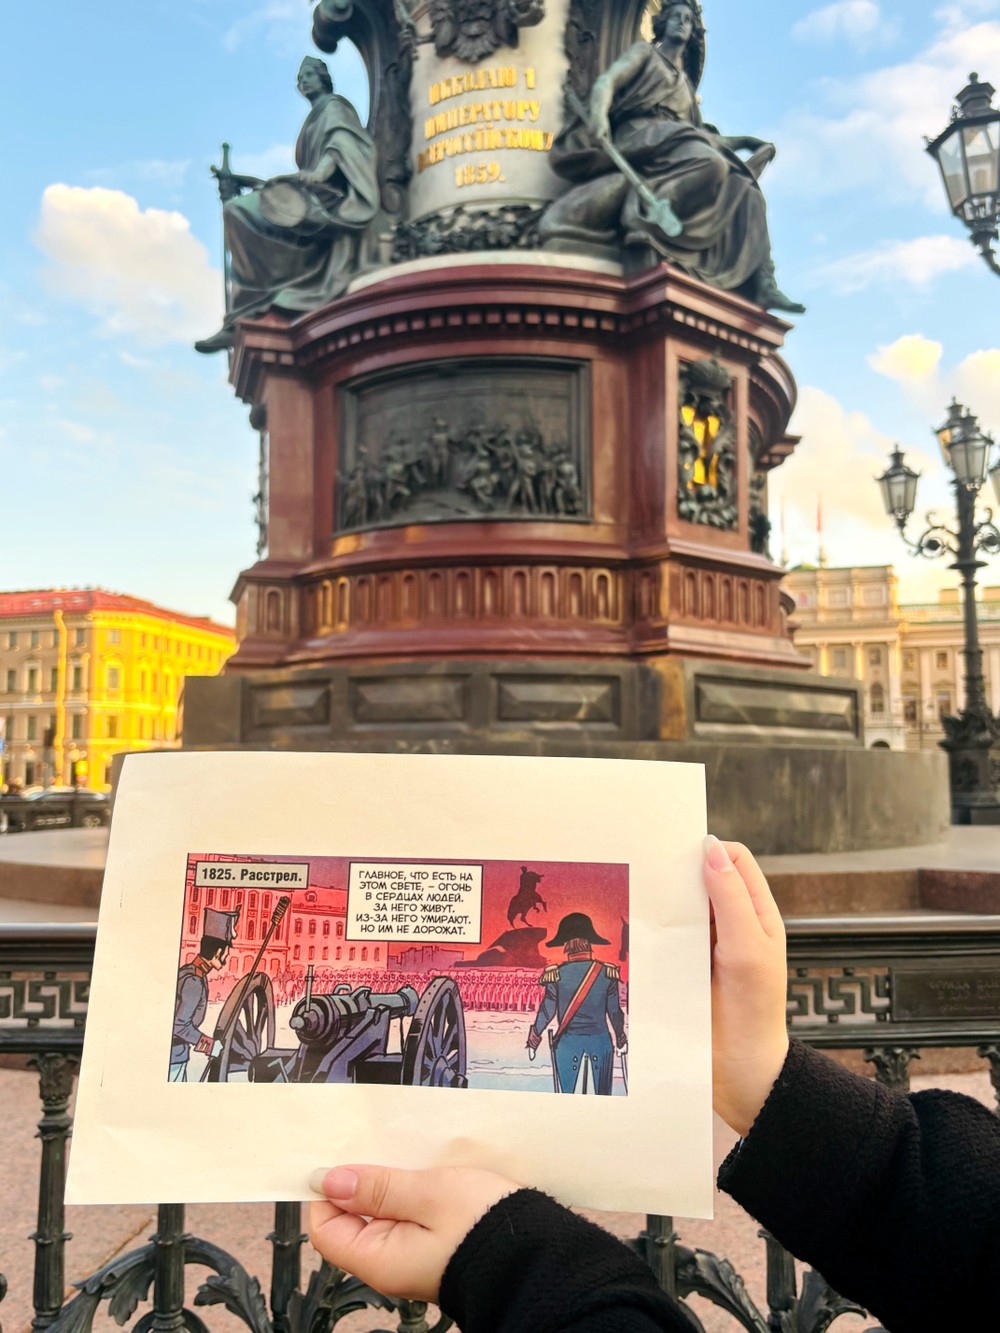 НИКОЛАЮ I
ИМПЕРАТОРУ
ВСЕРОССІЙСКОМУ
1859.
1825. Расстрел.
ГЛАВНОЕ, ЧТО ЕСТЬ НА
ЭТОМ СВЕТЕ, – ОГОНЬ
В СЕРДЦАХ ЛЮДЕЙ.
ЗА НЕГО ЖИВУТ.
ИЗ-ЗА НЕГО УМИРАЮТ.
НО ИМ НЕ ДОРОЖАТ.